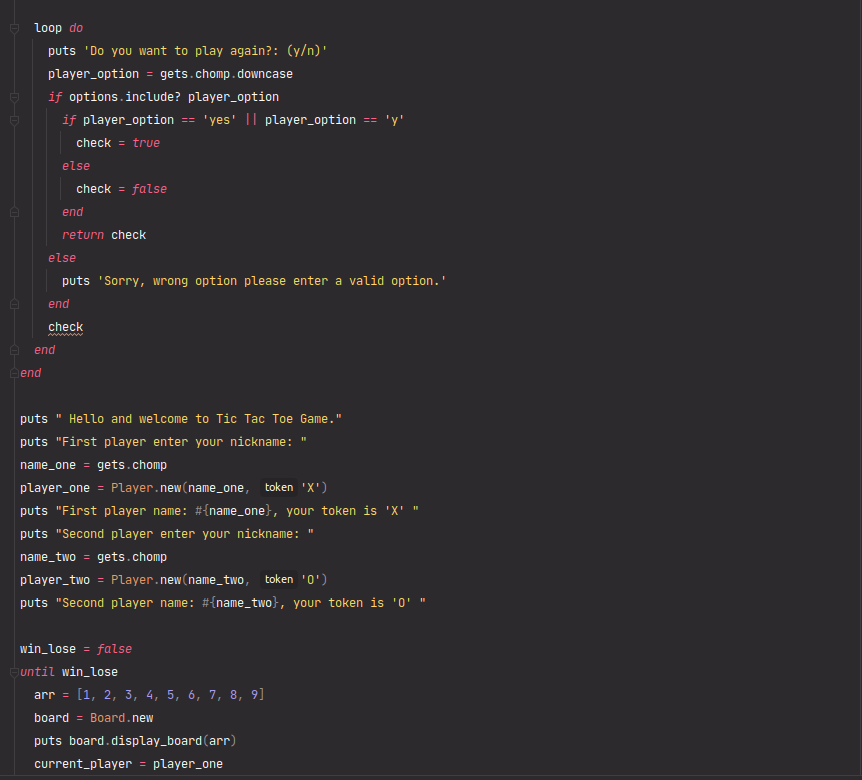 loop do
puts 'Do you want to play again?: (y/n)'
player_option = gets.chomp.downcase
if options.include? player_option
if player_option == 'yes' || player_option == 'y'
check = true
else
check = false
end
return check
else
puts 'Sorry, wrong option please enter a valid option.'
end
check
end
end
puts " Hello and welcome to Tic Tac Toe Game."
puts "First player enter your nickname: "
name_one = gets.chomp
player_one = Player.new(name_one, token 'X')
puts "First player name: #{name_one}, your token is 'X' "
puts "Second player enter your nickname: "
name_two = gets.chomp
player_two = Player.new(name_two, token 'O')
puts "Second player name: #{name_two}, your token is 'O' "
win_lose = false
until win_lose
arr = [1, 2, 3, 4, 5, 6, 7, 8, 9]
board = Board.new
puts board.display_board(arr)
current_player = player_one